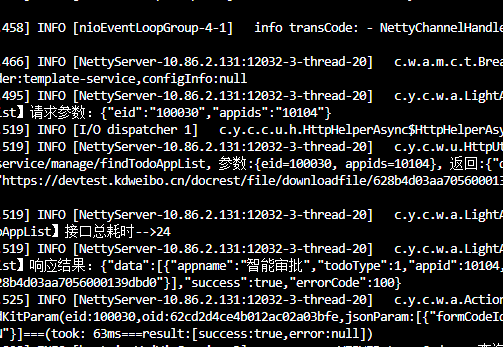 .458] INFO [nioEventLoopGroup-4-1]   info transCode: - NettyChannelHandle
.466] INFO [NettyServer-10.86.2.131:12032-3-thread-20]   c.w.a.m.c.t.Brea
der:template-service,configInfo:null
.495] INFO [NettyServer-10.86.2.131:12032-3-thread-20]   c.y.c.w.a.LightA
List】请求参数: {"eid":"100030","appids":"10104"}
.519] INFO [I/O dispatcher 1]   c.y.c.c.u.h.HttpHelperAsync$HttpHelperAsy
.519] INFO [NettyServer-10.86.2.131:12032-3-thread-20]   c.y.c.w.u.HttpUt
service/manage/findTodoAppList, 参数:{eid=100030, appids=10104}, 返回:{"d
"https://devtest.kdweibo.cn/docrest/file/downloadfile/628b4d03aa705600013
.519] INFO [NettyServer-10.86.2.131:12032-3-thread-20]   c.y.c.w.a.LightA
oAppList】接口总耗时-->24
.519] INFO [NettyServer-10.86.2.131:12032-3-thread-20]   c.y.c.w.a.LightA
List】响应结果: {"data":[{"appname":"智能审批","todoType":1,"appid":10104,
28b4d03aa7056000139dbd0"}],"success":true,"errorCode":100}
.525] INFO [NettyServer-10.86.2.131:12032-3-thread-20]   c.y.c.w.a.Action
dKitParam(eid:100030,oid:62cd2d4ce4b012ac02a03bfe,jsonParam:[{"formCodeId
N"}]===(took: 63ms===result:[success:true,error:null])